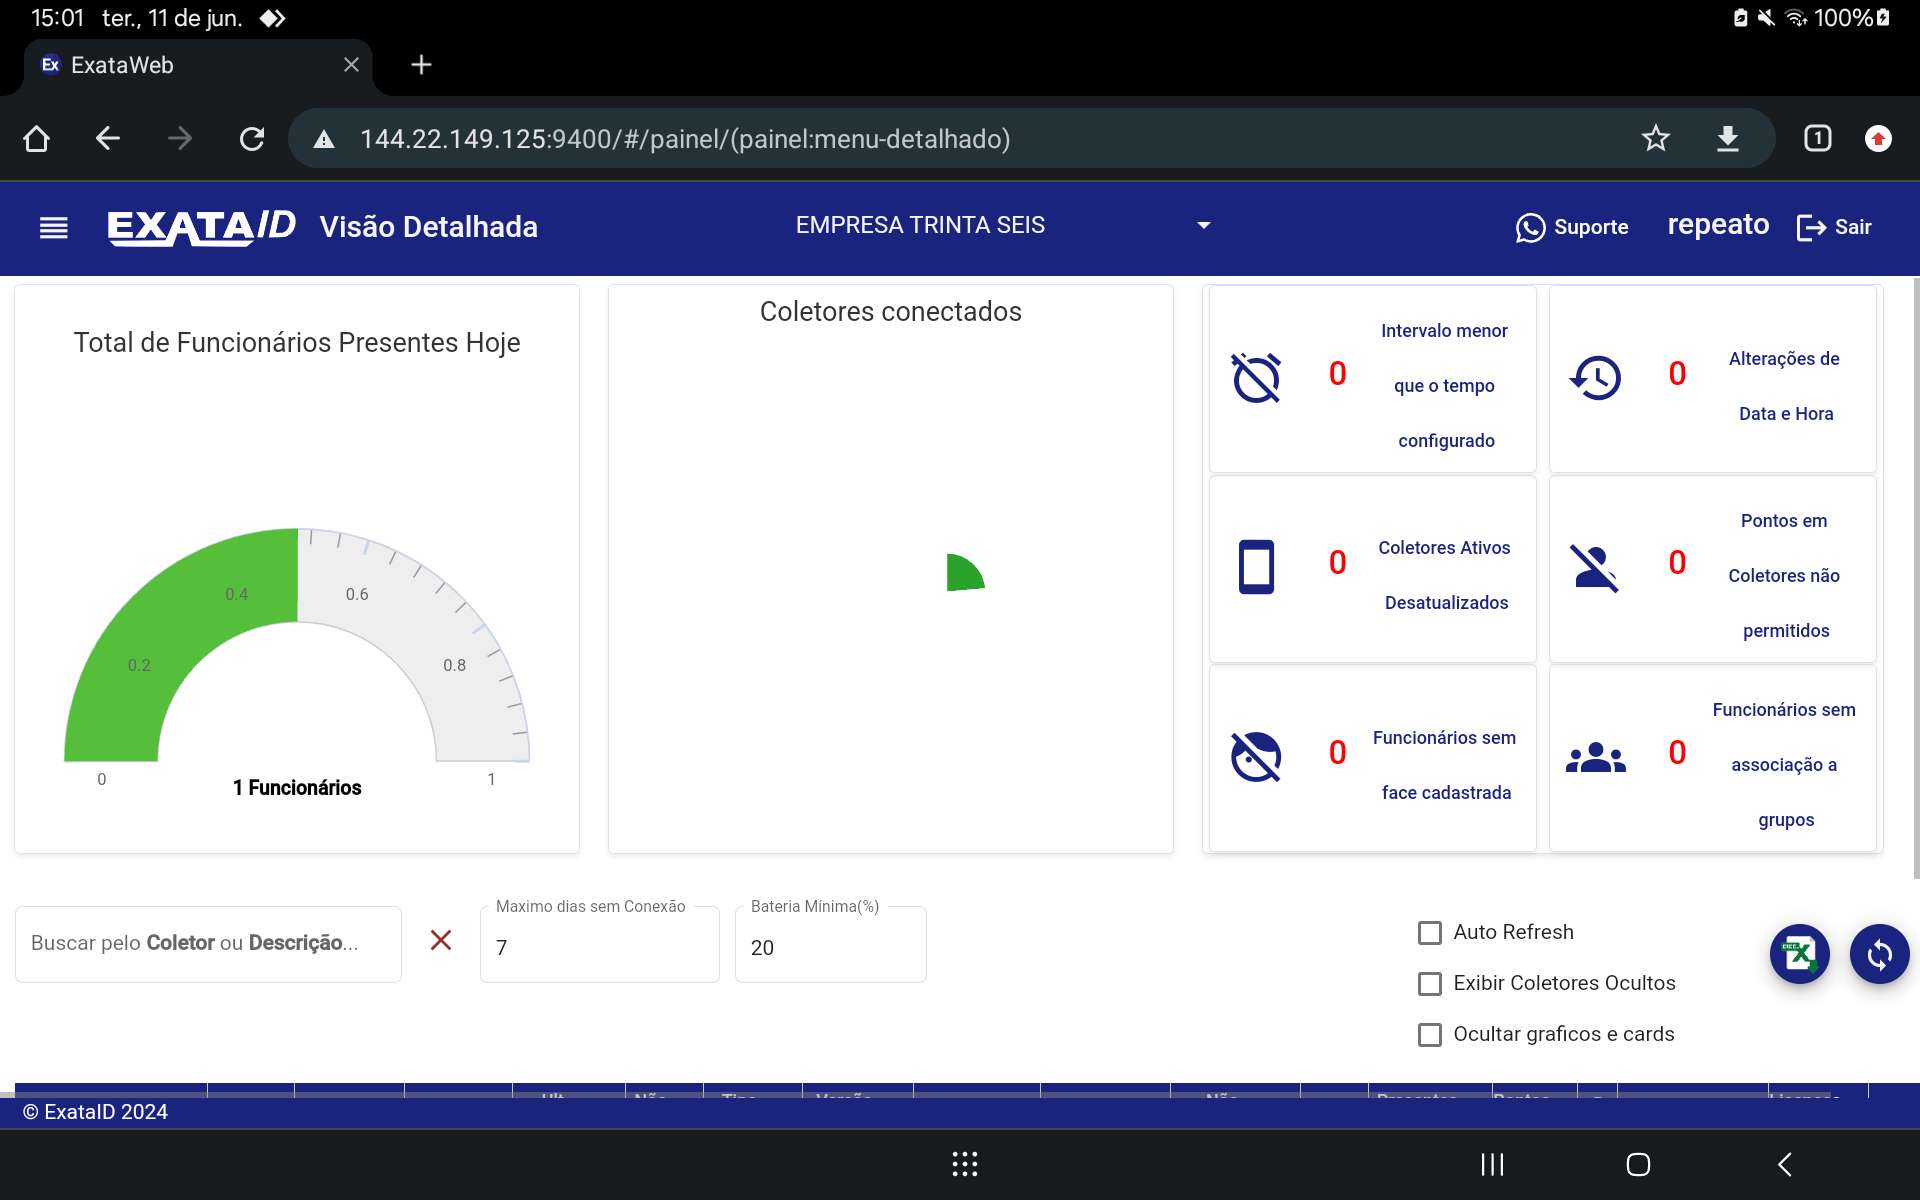 15:01 ter., 11 de jun.
100%
Ex ExataWeb
144.22.149.125:9400/#/painel/(painel:menu-detalhado)
1
EXATAID Visão Detalhada
EMPRESA TRINTA SEIS
Suporte
repeato
Sair
Total de Funcionários Presentes Hoje
0.4
0.6
0.2
0.8
0
1
1 Funcionários
Coletores conectados
0
Intervalo menor
que o tempo
configurado
0
Alterações de
Data e Hora
0
Coletores Ativos
Desatualizados
0
Pontos em
Coletores não
permitidos
0
Funcionários sem
face cadastrada
0
Funcionários sem
associação a
grupos
Buscar pelo Coletor ou Descrição...
Maximo dias sem Conexão
7
Bateria Mínima(%)
20
Auto Refresh
Exibir Coletores Ocultos
Ocultar graficos e cards
© ExataID 2024